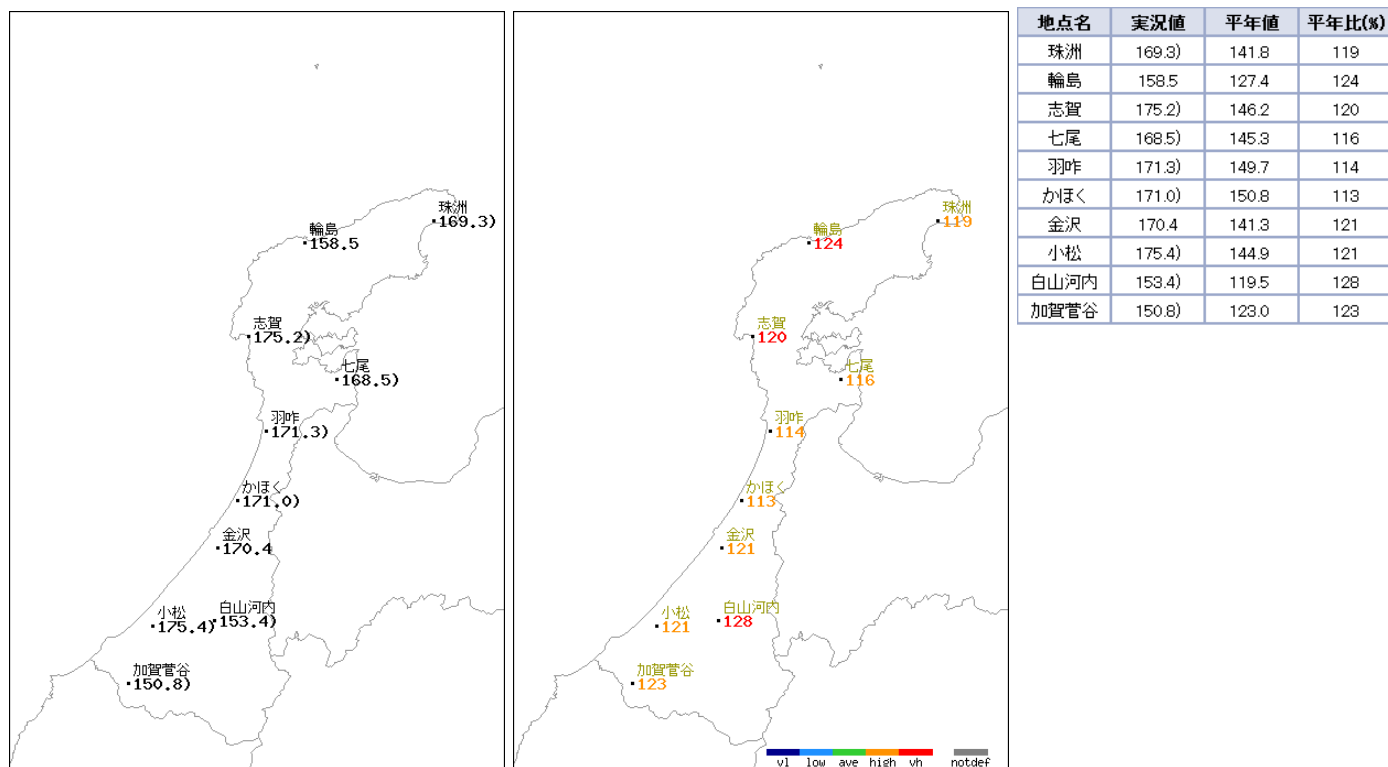 珠洲
169.3)
輪島
158.5
志賀
175.2)
七尾
168.5)
羽咋
171.3)
かほく
171.0)
金沢
170.4
小松
175.4)
白山河内
153.4)
加賀菅谷
150.8)
珠洲
119
輪島
124
志賀
120
七尾
116
羽咋
114
かほく
113
金沢
121
小松
121
白山河内
128
加賀菅谷
123
vl low ave high vh notdef
地点名 実況値 平年値 平年比(%)
珠洲 169.3) 141.8 119
輪島 158.5 127.4 124
志賀 175.2) 146.2 120
七尾 168.5) 145.3 116
羽咋 171.3) 149.7 114
かほく 171.0) 150.8 113
金沢 170.4 141.3 121
小松 175.4) 144.9 121
白山河内 153.4) 119.5 128
加賀菅谷 150.8) 123.0 123